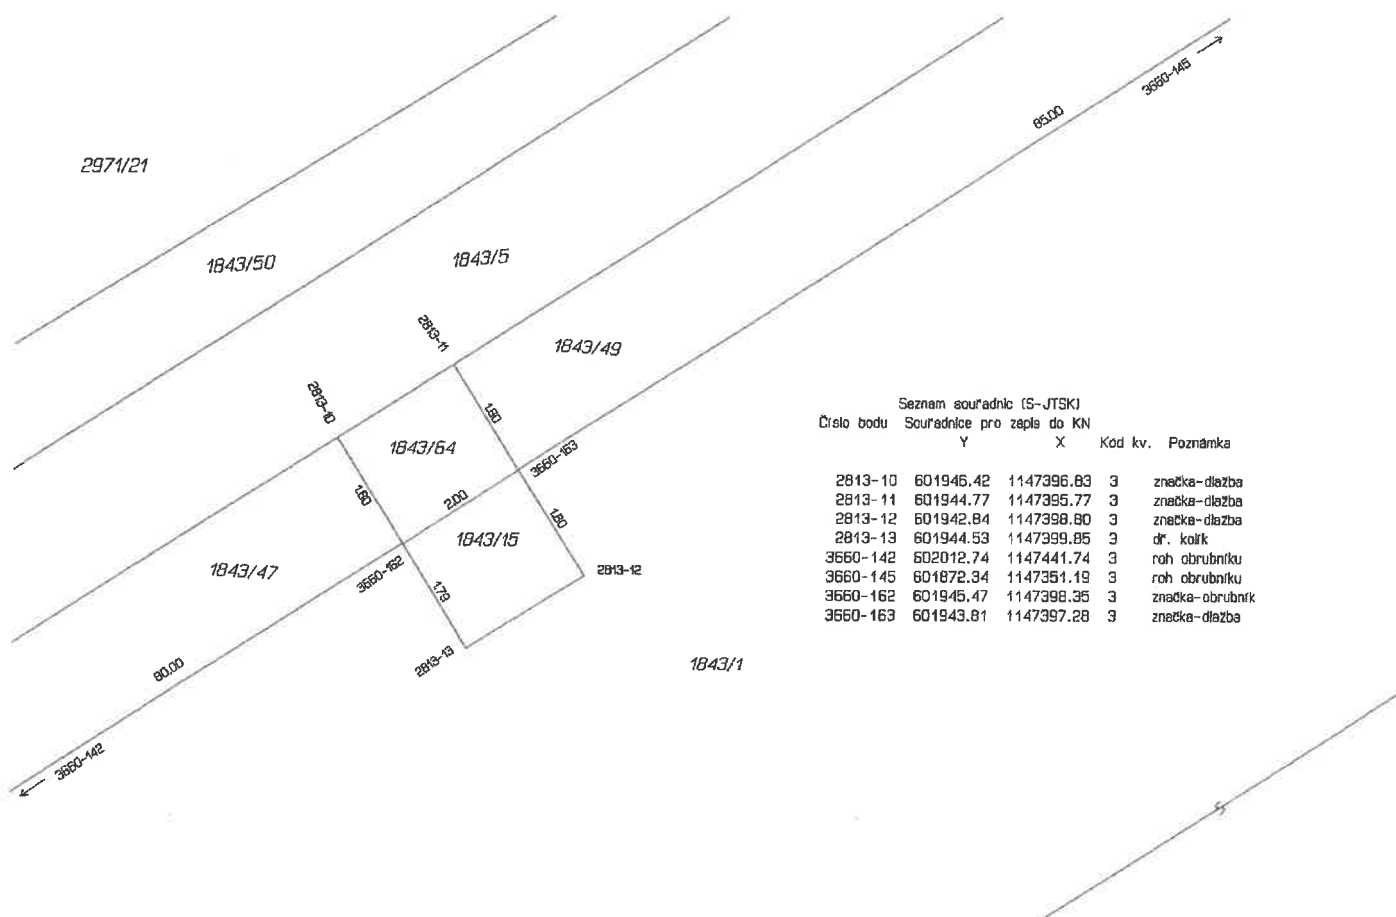 3660-145
85.00
2971/21
1843/50
1843/5
2813-11
1843/49
2813-10
1.80
1843/64
3660-163
1.80
2.00
1.80
1843/15
3660-162
1843/47
1.79
2813-12
2813-13
1843/1
80.00
3660-142
Seznam souřadnic (S-JTSK)
Číslo bodu Souřadnice pro zápis do KN
Y X Kód kv. Poznámka
2813-10 601946.42 1147396.83 3 značka-dlažba
2813-11 601944.77 1147395.77 3 značka-dlažba
2813-12 601942.84 1147398.80 3 značka-dlažba
2813-13 601944.53 1147399.85 3 dř. kolík
3660-142 602012.74 1147441.74 3 roh obrubníku
3660-145 601872.34 1147351.19 3 roh obrubníku
3660-162 601945.47 1147398.35 3 značka-obrubník
3660-163 601943.81 1147397.28 3 značka-dlažba